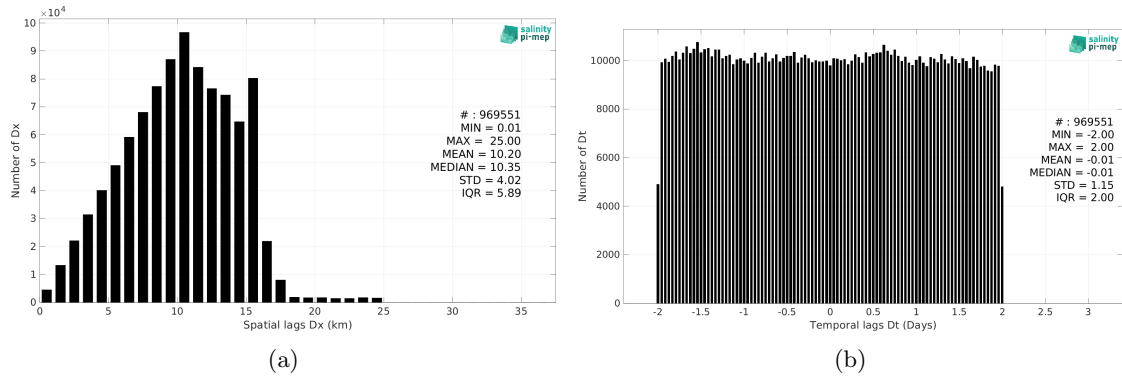 ×10^4
10
9
8
7
6
5
4
3
2
1
0
Number of Dx
0 5 10 15 20 25 30 35
Spatial lags Dx (km)
salinity
pi-mep
# : 969551
MIN = 0.01
MAX = 25.00
MEAN = 10.20
MEDIAN = 10.35
STD = 4.02
IQR = 5.89
(a)
10000
8000
6000
4000
2000
0
Number of Dt
-2 -1.5 -1 -0.5 0 0.5 1 1.5 2 2.5 3
Temporal lags Dt (Days)
salinity
pi-mep
# : 969551
MIN = -2.00
MAX = 2.00
MEAN = -0.01
MEDIAN = -0.01
STD = 1.15
IQR = 2.00
(b)